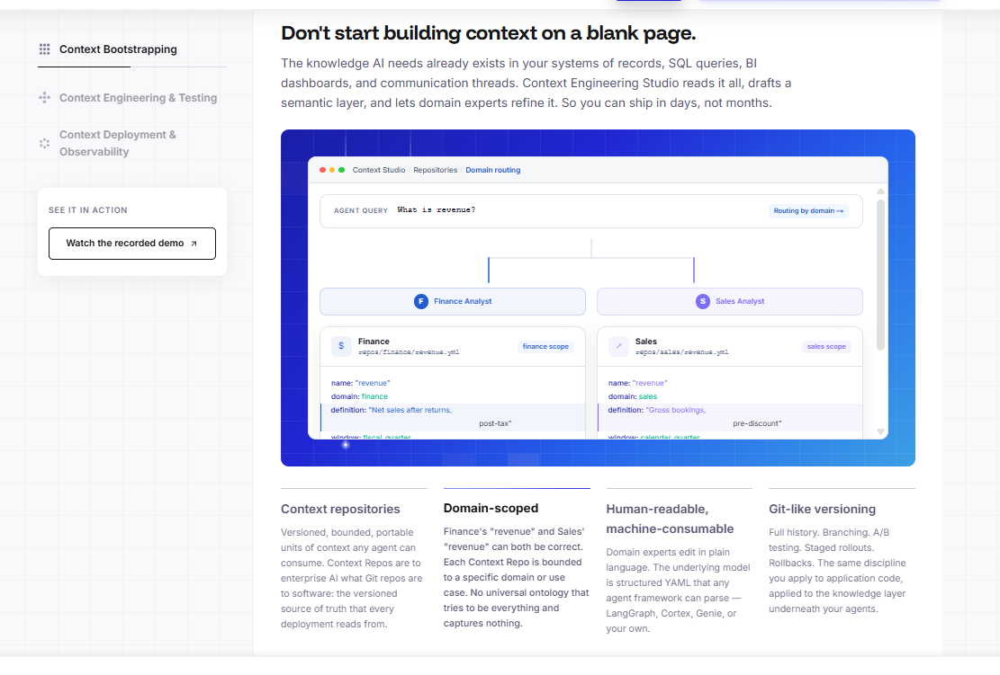 Context Bootstrapping
Context Engineering & Testing
Context Deployment &
Observability
SEE IT IN ACTION
Watch the recorded demo ↗
Don't start building context on a blank page.
The knowledge AI needs already exists in your systems of records, SQL queries, BI
dashboards, and communication threads. Context Engineering Studio reads it all, drafts a
semantic layer, and lets domain experts refine it. So you can ship in days, not months.
Context Studio / Repositories / Domain routing
AGENT QUERY What is revenue? Routing by domain →
F Finance Analyst
S Sales Analyst
$ Finance
repos/finance/revenue.yml
finance scope
name: "revenue"
domain: finance
definition: "Net sales after returns,
post-tax"
window: fiscal_quarter
↗ Sales
repos/sales/revenue.yml
sales scope
name: "revenue"
domain: sales
definition: "Gross bookings,
pre-discount"
window: calendar_quarter
Context repositories
Versioned, bounded, portable
units of context any agent can
consume. Context Repos are to
enterprise AI what Git repos are
to software: the versioned
source of truth that every
deployment reads from.
Domain-scoped
Finance's "revenue" and Sales'
"revenue" can both be correct.
Each Context Repo is bounded
to a specific domain or use
case. No universal ontology that
tries to be everything and
captures nothing.
Human-readable,
machine-consumable
Domain experts edit in plain
language. The underlying model
is structured YAML that any
agent framework can parse —
LangGraph, Cortex, Genie, or
your own.
Git-like versioning
Full history. Branching. A/B
testing. Staged rollouts.
Rollbacks. The same discipline
you apply to application code,
applied to the knowledge layer
underneath your agents.